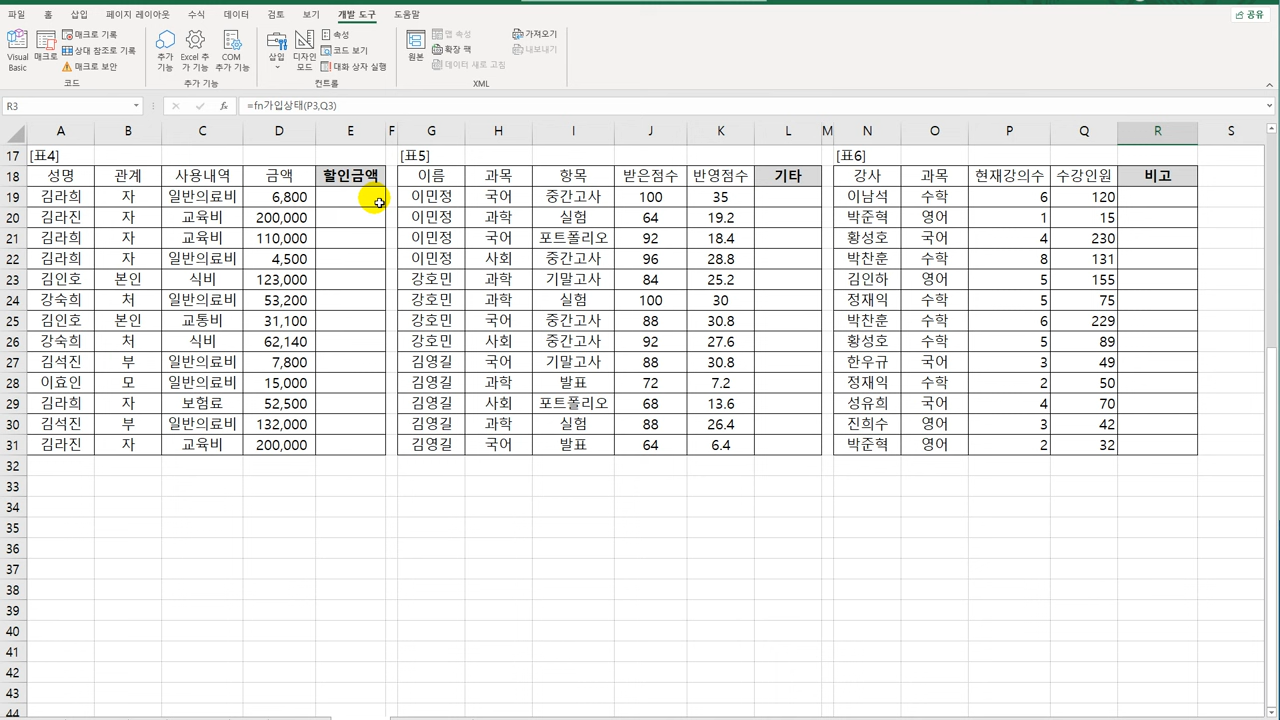 파일 홈 삽입 페이지 레이아웃 수식 데이터 검토 보기 개발 도구 도움말 공유
Visual Basic 매크로 매크로 기록 상대 참조로 기록 매크로 보안 코드
추가 기능 Excel 추가 기능 COM 추가 기능 추가 기능
삽입 디자인 모드 속성 코드 보기 대화 상자 실행 컨트롤
원본 맵 속성 확장 팩 데이터 새로 고침 가져오기 내보내기 XML
R3 fx =fn가입상태(P3,Q3)
A B C D E F G H I J K L M N O P Q R S
17 [표4] [표5] [표6]
18 성명 관계 사용내역 금액 할인금액 이름 과목 항목 받은점수 반영점수 기타 강사 과목 현재강의수 수강인원 비고
19 김라희 자 일반의료비 6,800 이민정 국어 중간고사 100 35 이남석 수학 6 120
20 김라진 자 교육비 200,000 이민정 과학 실험 64 19.2 박준혁 영어 1 15
21 김라희 자 교육비 110,000 이민정 국어 포트폴리오 92 18.4 황성호 국어 4 230
22 김라희 자 일반의료비 4,500 이민정 사회 중간고사 96 28.8 박찬훈 수학 8 131
23 김인호 본인 식비 123,000 강호민 과학 기말고사 84 25.2 김인하 영어 5 155
24 강숙희 처 일반의료비 53,200 강호민 과학 실험 100 30 정재익 수학 5 75
25 김인호 본인 교통비 31,100 강호민 국어 중간고사 88 30.8 박찬훈 수학 6 229
26 강숙희 처 식비 62,140 강호민 사회 중간고사 92 27.6 황성호 수학 5 89
27 김석진 부 일반의료비 7,800 김영길 국어 기말고사 88 30.8 한우규 국어 3 49
28 이효인 모 일반의료비 15,000 김영길 과학 발표 72 7.2 정재익 수학 2 50
29 김라희 자 보험료 52,500 김영길 사회 포트폴리오 68 13.6 성유희 국어 4 70
30 김석진 부 일반의료비 132,000 김영길 과학 실험 88 26.4 진희수 영어 3 42
31 김라진 자 교육비 200,000 김영길 국어 발표 64 6.4 박준혁 영어 2 32
32
33
34
35
36
37
38
39
40
41
42
43
44